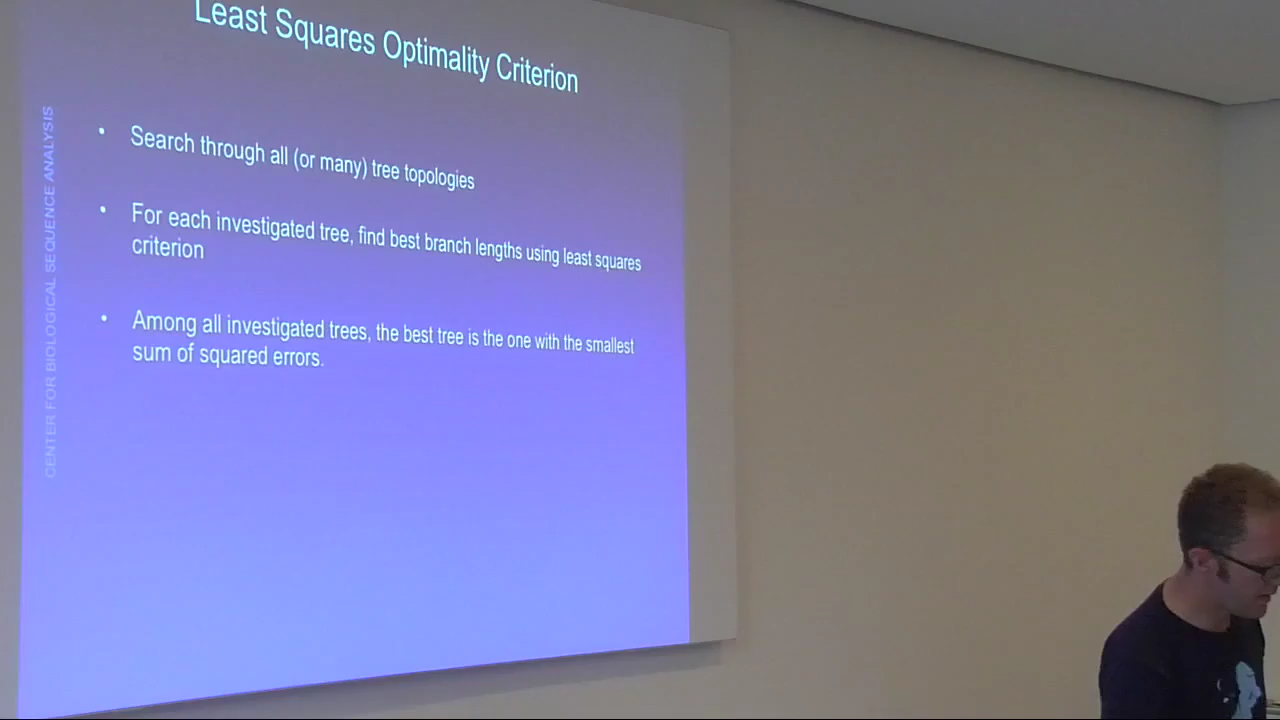 Least Squares Optimality Criterion
• Search through all (or many) tree topologies
• For each investigated tree, find best branch lengths using least squares
criterion
• Among all investigated trees, the best tree is the one with the smallest
sum of squared errors.
CENTER FOR BIOLOGICAL SEQUENCE ANALYSIS